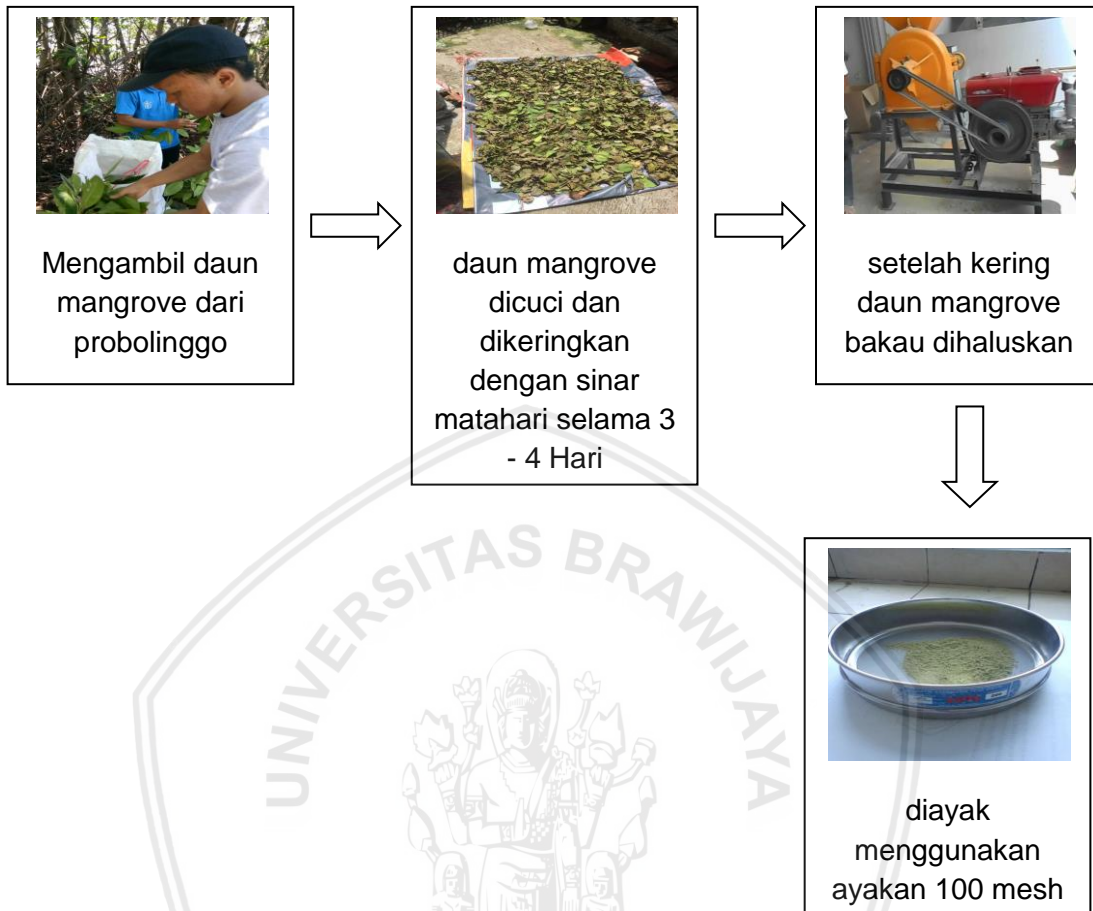 Mengambil daun
mangrove dari
probolinggo
daun mangrove
dicuci dan
dikeringkan
dengan sinar
matahari selama 3
- 4 Hari
setelah kering
daun mangrove
bakau dihaluskan
diayak
menggunakan
ayakan 100 mesh
UNIVERSITAS BRAWIJAYA